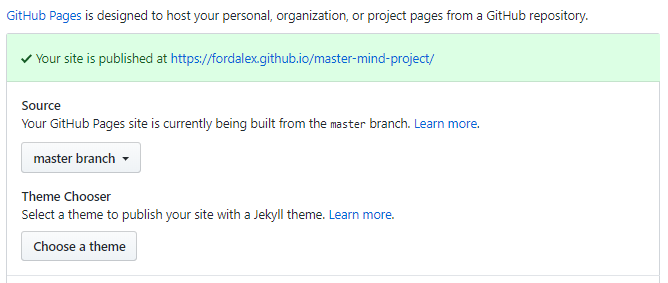 GitHub Pages is designed to host your personal, organization, or project pages from a GitHub repository.
✓ Your site is published at https://fordalex.github.io/master-mind-project/
Source
Your GitHub Pages site is currently being built from the master branch. Learn more.
master branch
Theme Chooser
Select a theme to publish your site with a Jekyll theme. Learn more.
Choose a theme